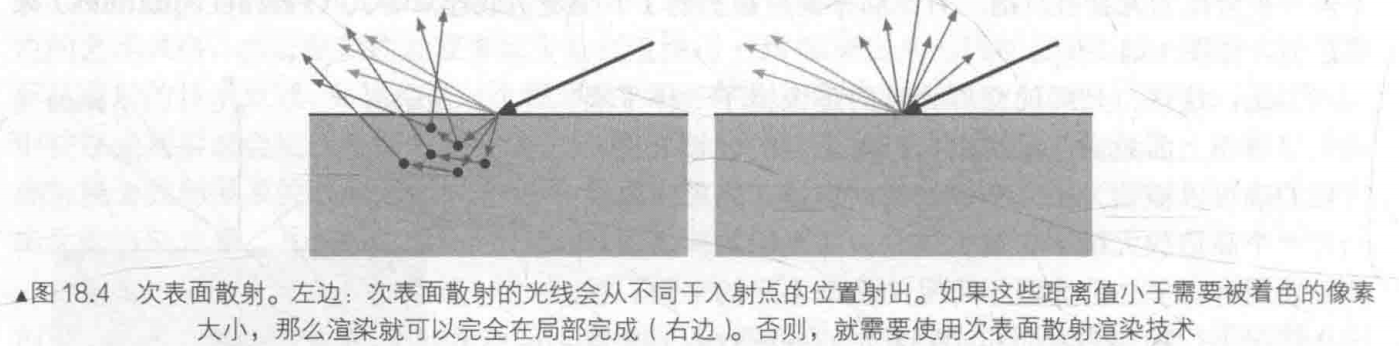 ▲图 18.4 次表面散射。左边：次表面散射的光线会从不同于入射点的位置射出。如果这些距离值小于需要被着色的像素
大小，那么渲染就可以完全在局部完成（右边）。否则，就需要使用次表面散射渲染技术